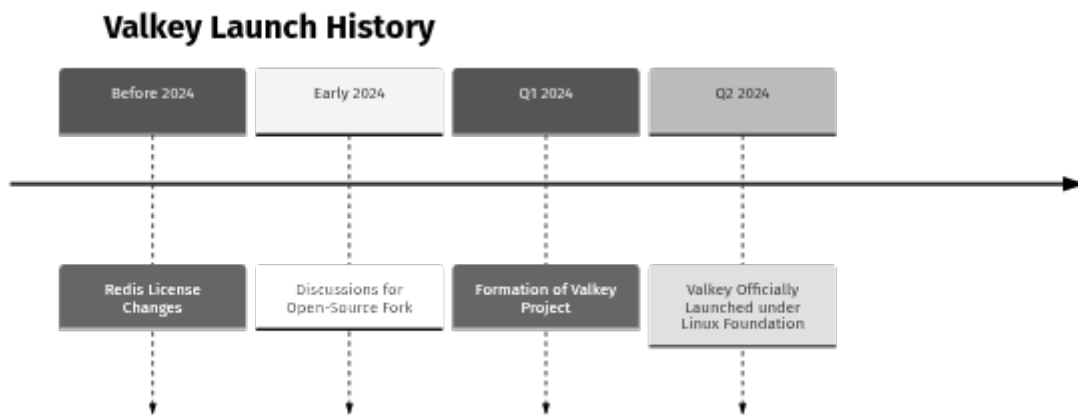 Valkey Launch History
Before 2024
Early 2024
Q1 2024
Q2 2024
Redis License
Changes
Discussions for
Open-Source Fork
Formation of Valkey
Project
Valkey Officially
Launched under
Linux Foundation